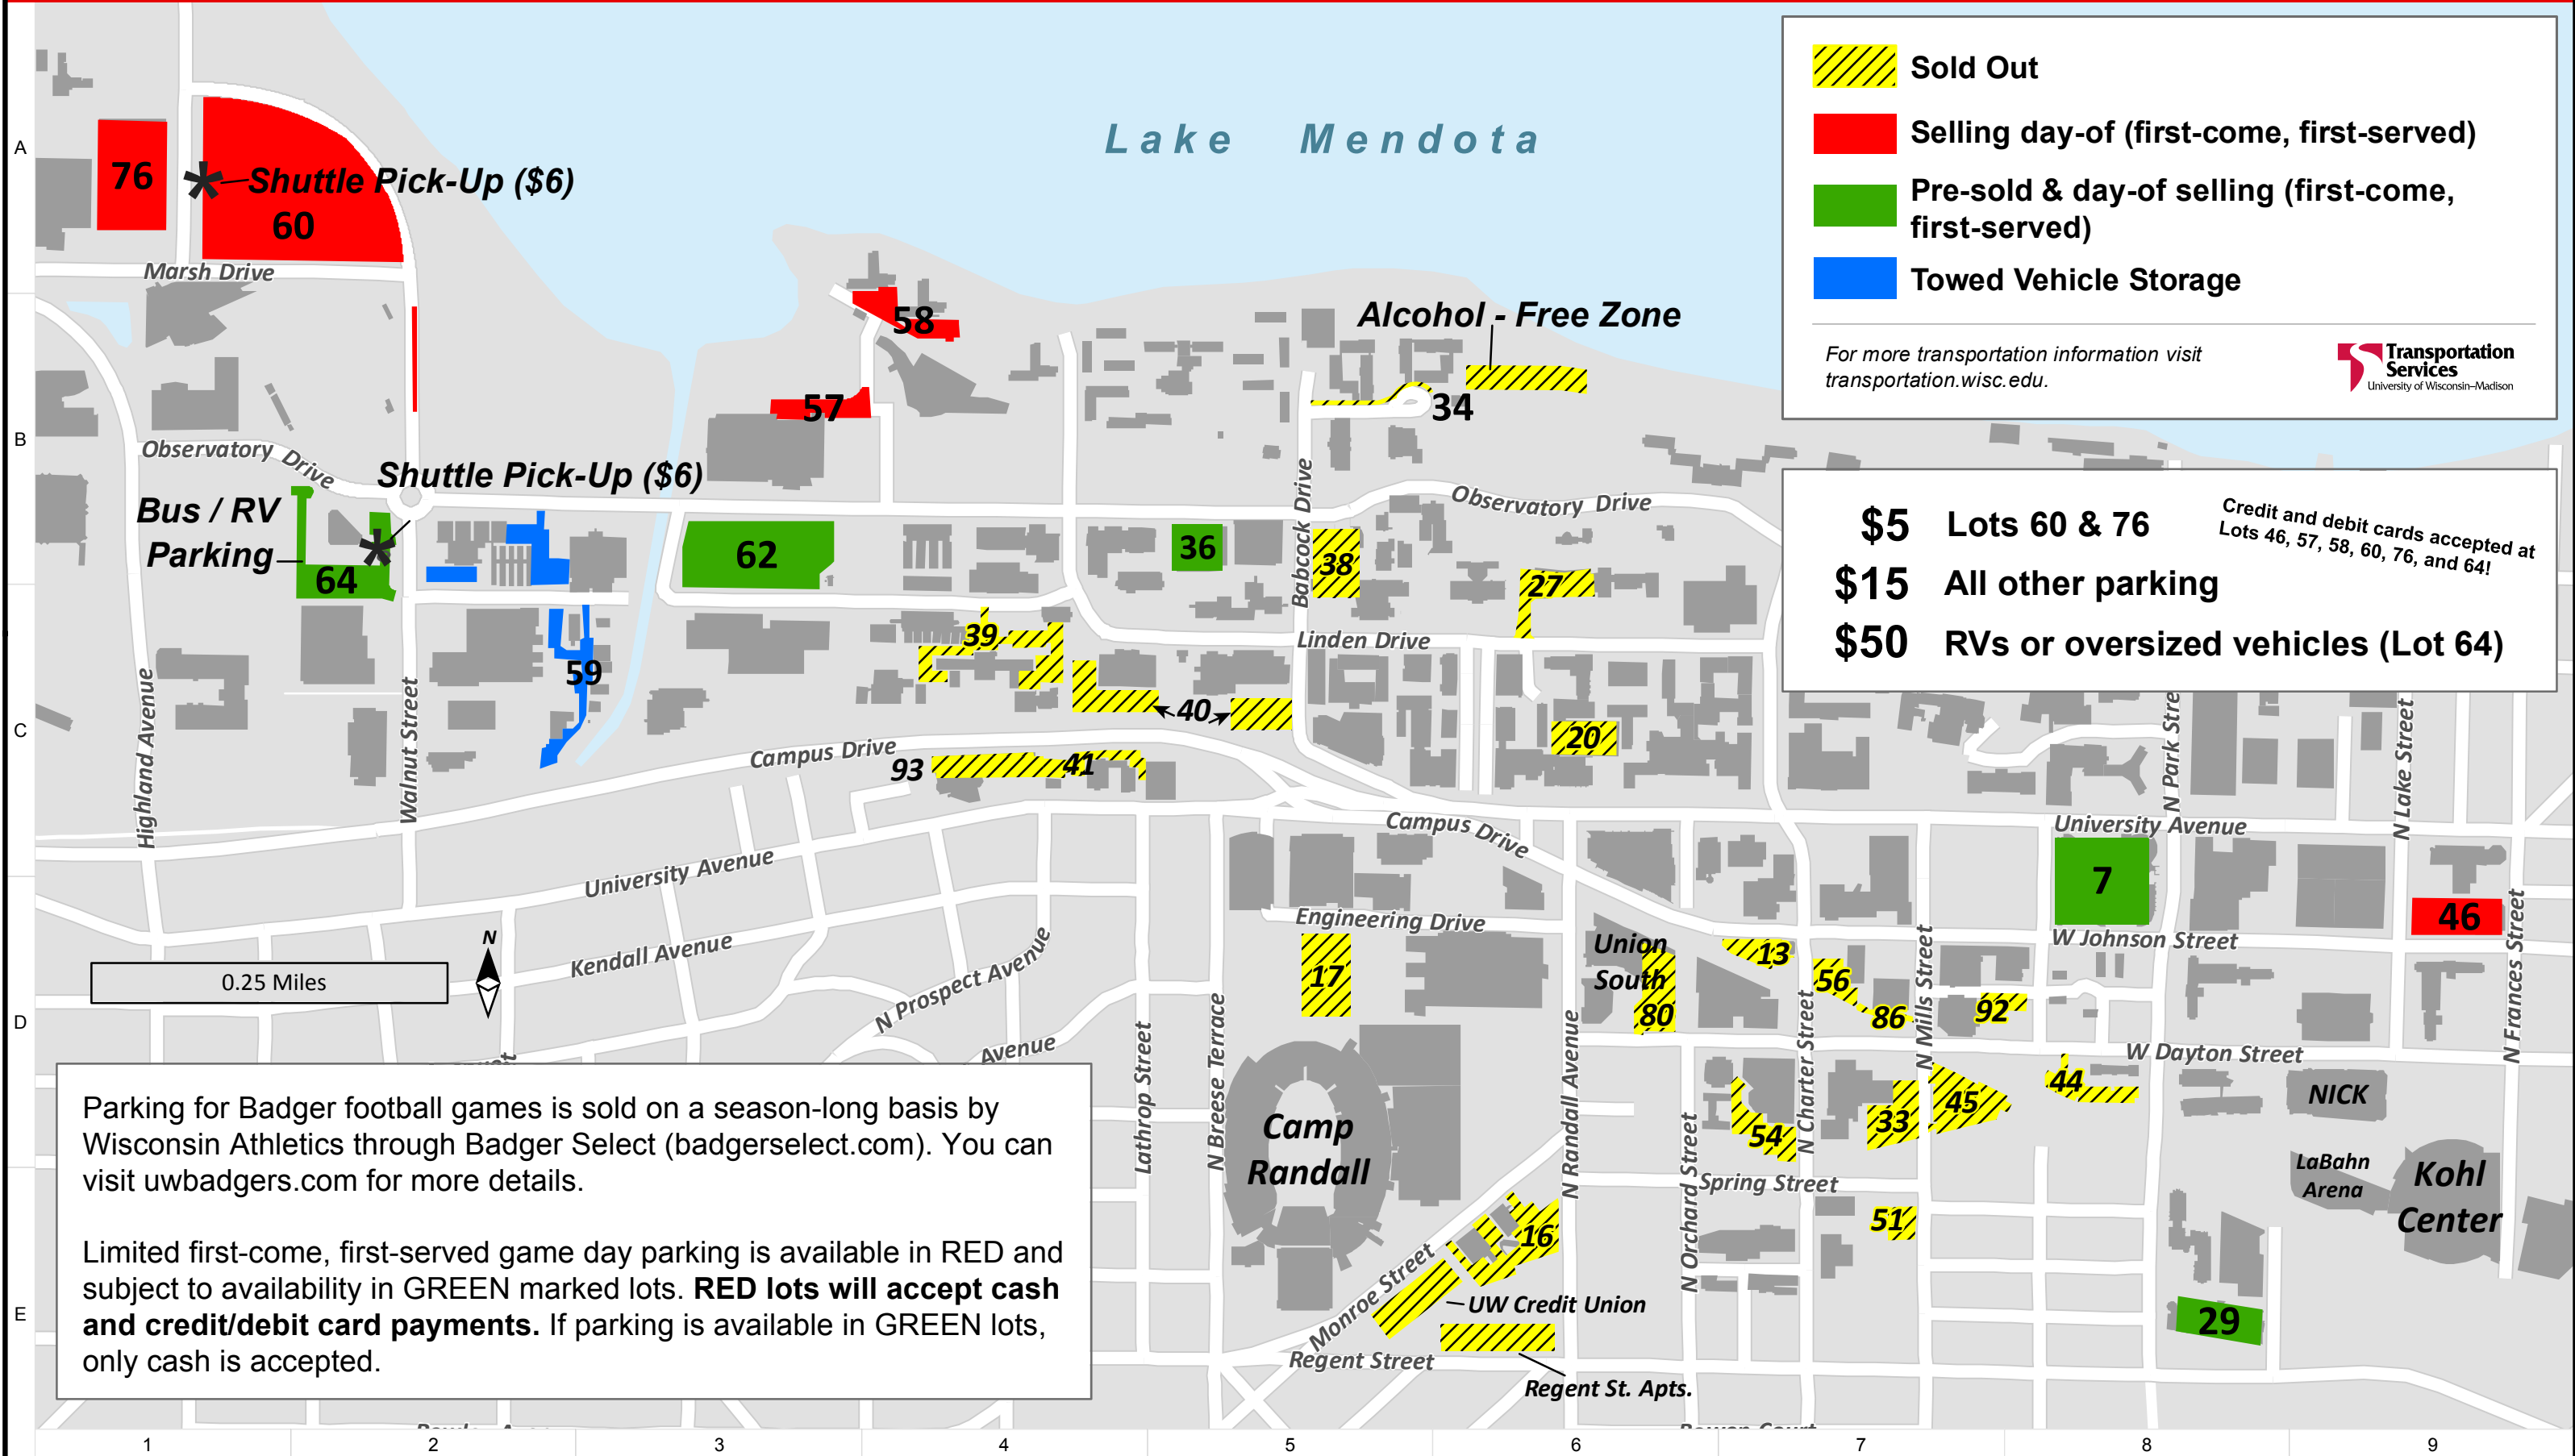 Sold Out
Selling day-of (first-come, first-served)
Pre-sold & day-of selling (first-come,
first-served)
Towed Vehicle Storage
For more transportation information visit
transportation.wisc.edu.
Transportation
Services
University of Wisconsin–Madison
$5 Lots 60 & 76
Credit and debit cards accepted at
Lots 46, 57, 58, 60, 76, and 64!
$15 All other parking
$50 RVs or oversized vehicles (Lot 64)
Lake Mendota
A
76
Shuttle Pick-Up ($6)
60
Marsh Drive
58
Alcohol - Free Zone
57
34
B
Observatory Drive
Shuttle Pick-Up ($6)
Bus / RV
Parking
64
62
36
Babcock Drive
38
Observatory Drive
27
39
Linden Drive
59
40
20
C
Highland Avenue
Walnut Street
Campus Drive
93
41
N Lake Street
Campus Drive
University Avenue
University Avenue
7
46
Engineering Drive
W Johnson Street
N Frances Street
Kendall Avenue
N Prospect Avenue
Avenue
N
0.25 Miles
17
Union
South
80
13
56
86
N Mills Street
92
D
Lathrop Street
N Breese Terrace
N Randall Avenue
N Charter Street
W Dayton Street
44
45
33
54
NICK
Camp
Randall
N Orchard Street
Spring Street
LaBahn
Arena
Kohl
Center
51
16
Monroe Street
UW Credit Union
29
E
Regent Street
Regent St. Apts.
Parking for Badger football games is sold on a season-long basis by
Wisconsin Athletics through Badger Select (badgerselect.com). You can
visit uwbadgers.com for more details.
Limited first-come, first-served game day parking is available in RED and
subject to availability in GREEN marked lots. RED lots will accept cash
and credit/debit card payments. If parking is available in GREEN lots,
only cash is accepted.
1 2 3 4 5 6 7 8 9